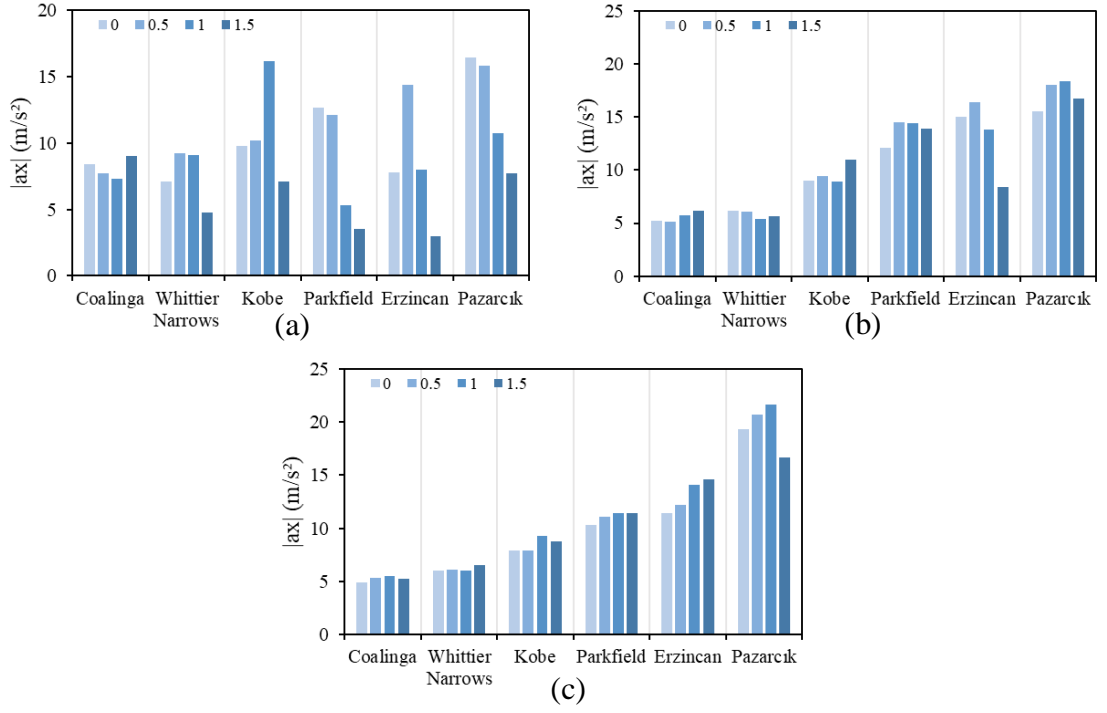 20
15
10
5
0
|ax| (m/s²)
0 0.5 1 1.5
Coalinga Whittier Narrows Kobe Parkfield Erzincan Pazarcık
(a)
25
20
15
10
5
0
|ax| (m/s²)
0 0.5 1 1.5
Coalinga Whittier Narrows Kobe Parkfield Erzincan Pazarcık
(b)
25
20
15
10
5
0
|ax| (m/s²)
0 0.5 1 1.5
Coalinga Whittier Narrows Kobe Parkfield Erzincan Pazarcık
(c)